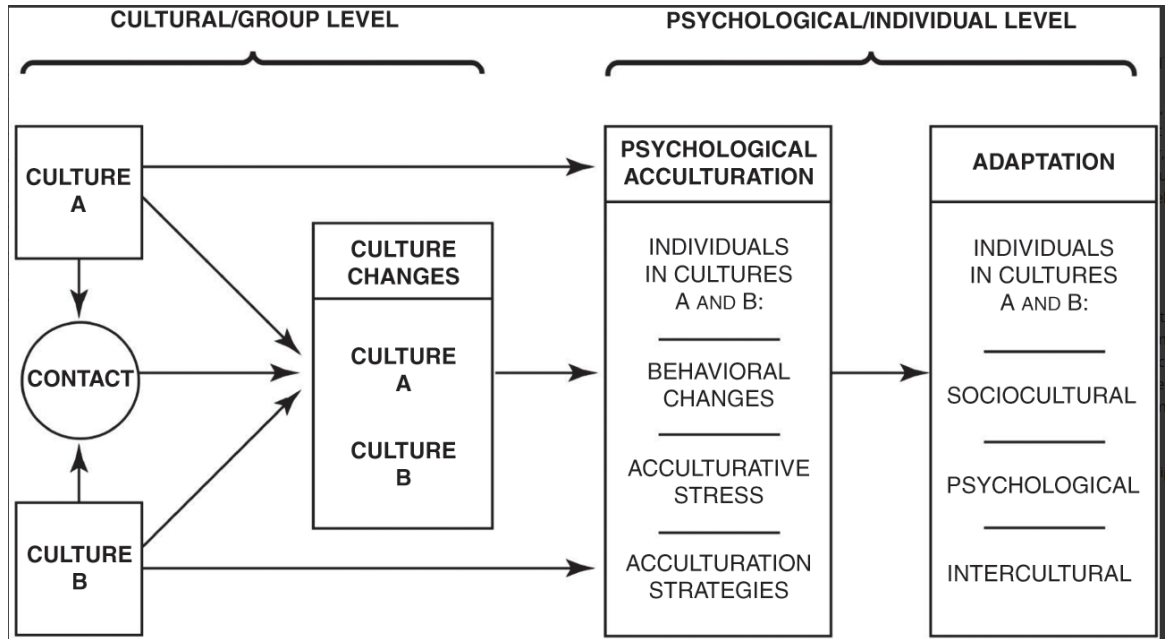 CULTURAL/GROUP LEVEL
PSYCHOLOGICAL/INDIVIDUAL LEVEL
CULTURE
A
CONTACT
CULTURE
B
CULTURE
CHANGES
CULTURE
A
CULTURE
B
PSYCHOLOGICAL
ACCULTURATION
INDIVIDUALS
IN CULTURES
A AND B:
BEHAVIORAL
CHANGES
ACCULTURATIVE
STRESS
ACCULTURATION
STRATEGIES
ADAPTATION
INDIVIDUALS
IN CULTURES
A AND B:
SOCIOCULTURAL
PSYCHOLOGICAL
INTERCULTURAL